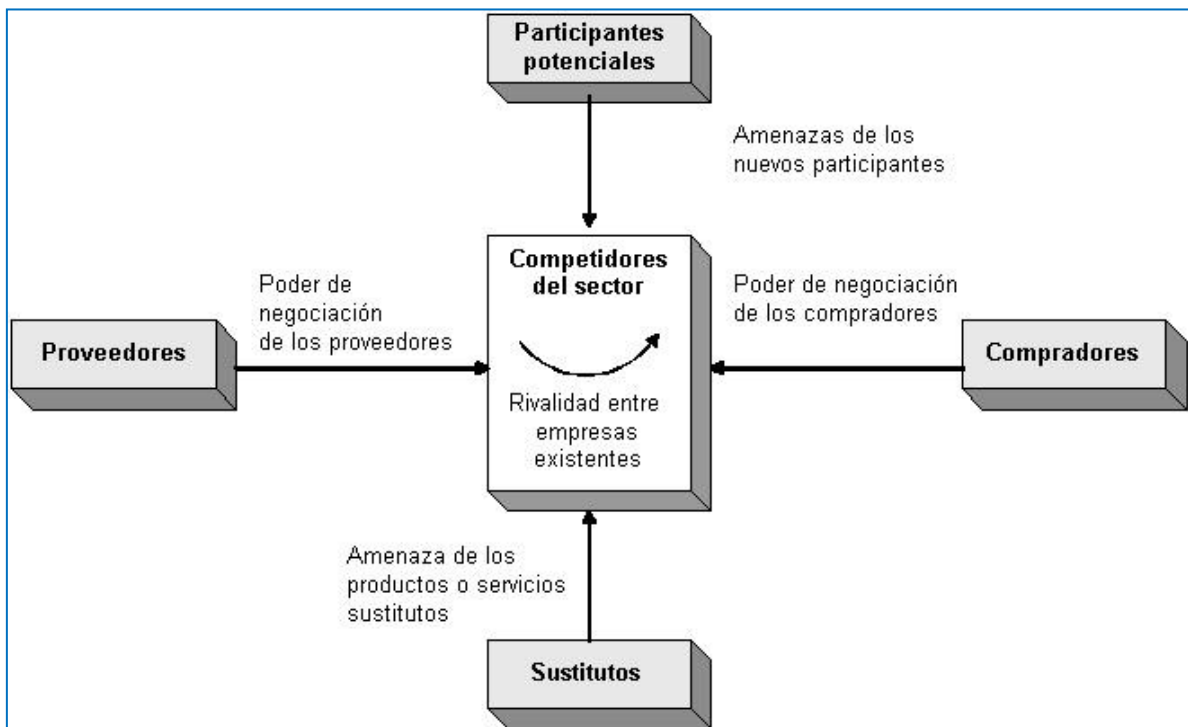 Participantes
potenciales
Amenazas de los
nuevos participantes
Competidores
del sector
Poder de
negociación
de los proveedores
Poder de negociación
de los compradores
Proveedores
Compradores
Rivalidad entre
empresas
existentes
Amenaza de los
productos o servicios
sustitutos
Sustitutos